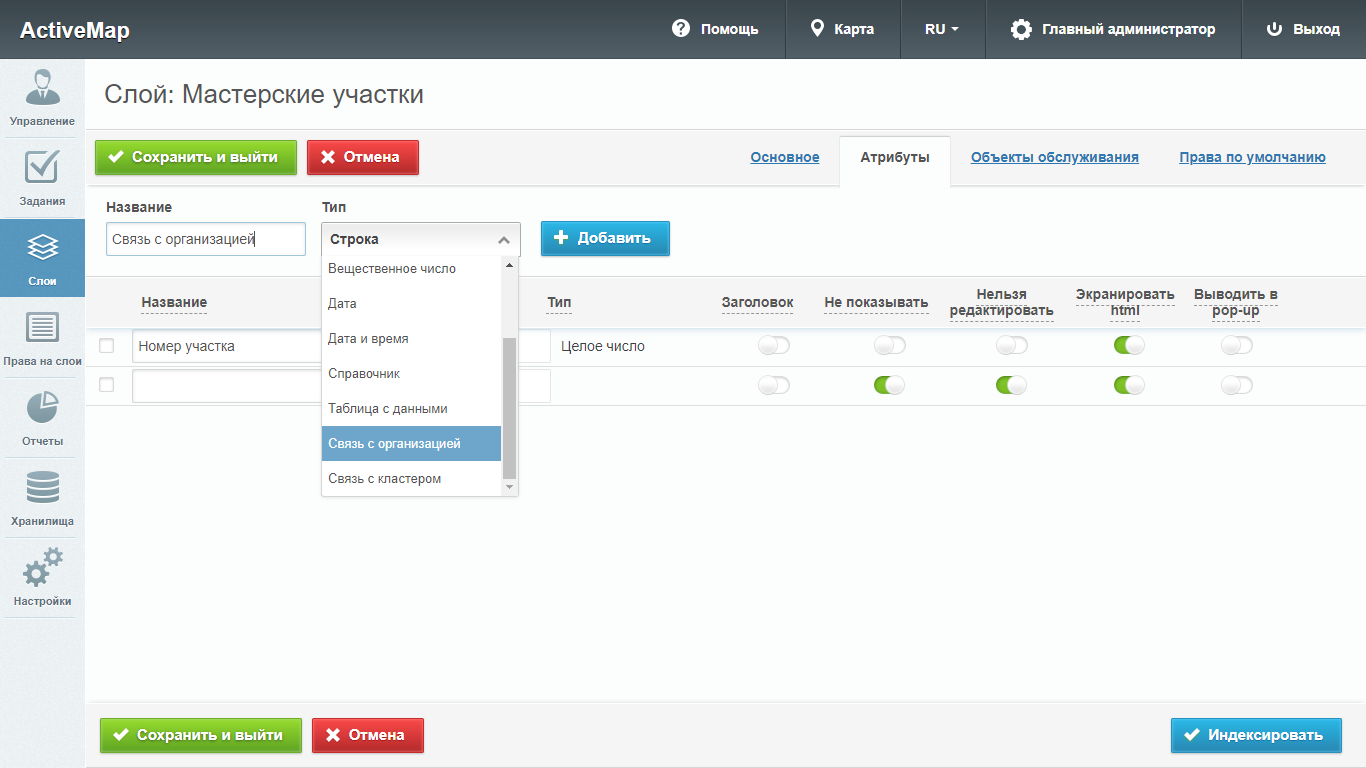 ActiveMap
Помощь
Карта
RU
Главный администратор
Выход
Управление
Задания
Слои
Права на слои
Отчеты
Хранилища
Настройки
Слой: Мастерские участки
Сохранить и выйти
Отмена
Основное
Атрибуты
Объекты обслуживания
Права по умолчанию
Название
Тип
Связь с организацией
Строка
Добавить
Вещественное число
Дата
Дата и время
Справочник
Таблица с данными
Связь с организацией
Связь с кластером
Название
Тип
Заголовок
Не показывать
Нельзя
редактировать
Экранировать
html
Выводить в
pop-up
Номер участка
Целое число
Сохранить и выйти
Отмена
Индексировать